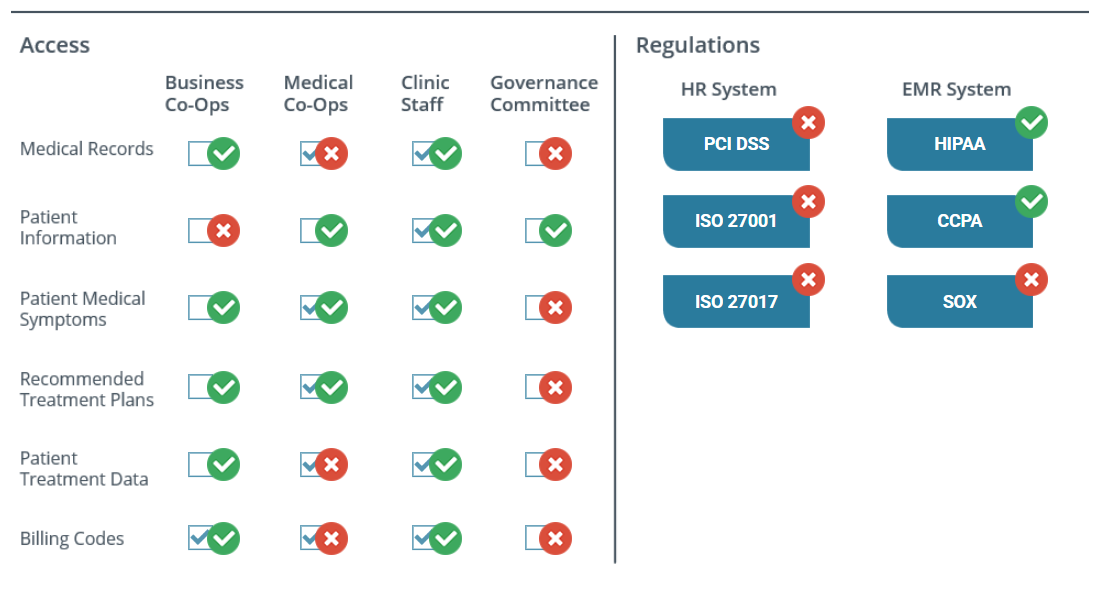 Access
Business
Co-Ops
Medical
Co-Ops
Clinic
Staff
Governance
Committee
Medical Records
Patient
Information
Patient Medical
Symptoms
Recommended
Treatment Plans
Patient
Treatment Data
Billing Codes
Regulations
HR System
EMR System
PCI DSS
HIPAA
ISO 27001
CCPA
ISO 27017
SOX